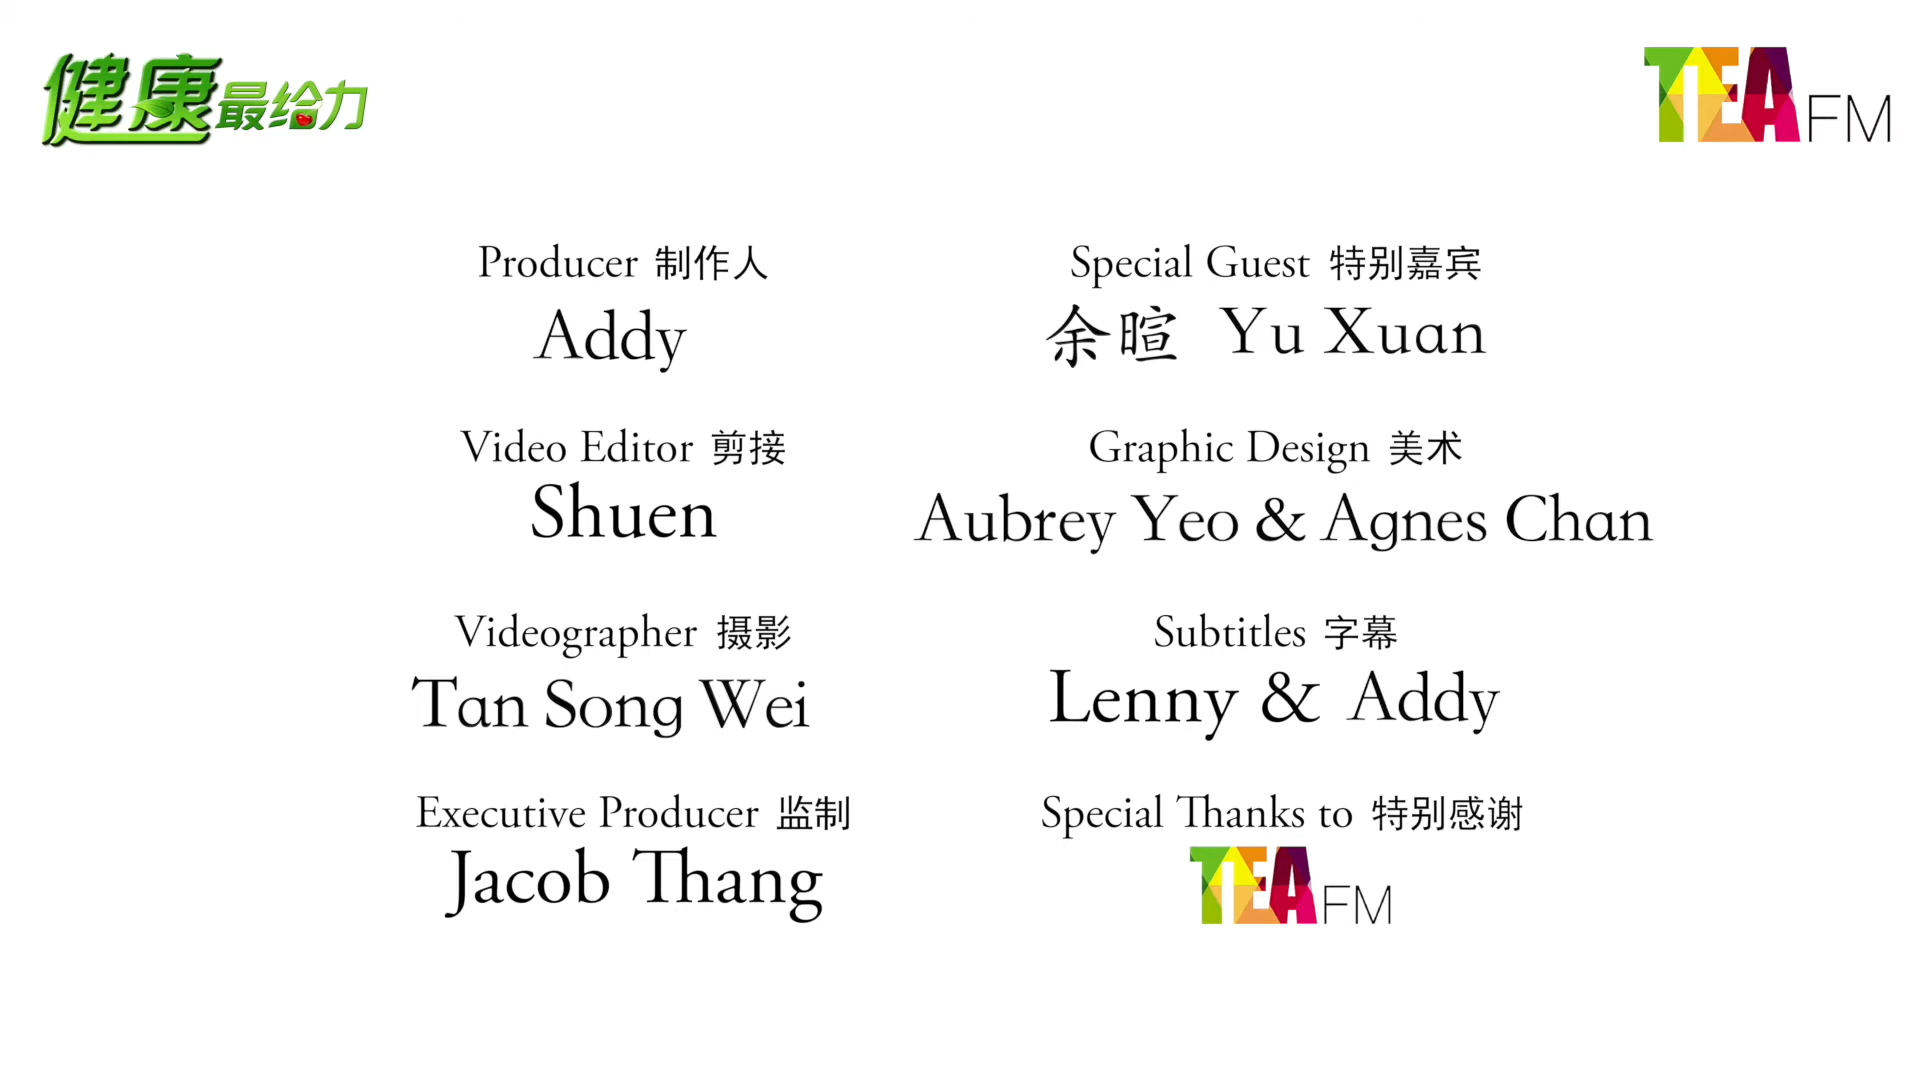 健康最给力
TEA FM
Producer 制作人
Addy
Special Guest 特别嘉宾
余暄 Yu Xuan
Video Editor 剪接
Shuen
Graphic Design 美术
Aubrey Yeo & Agnes Chan
Videographer 摄影
Tan Song Wei
Subtitles 字幕
Lenny & Addy
Executive Producer 监制
Jacob Thang
Special Thanks to 特别感谢
TEA FM